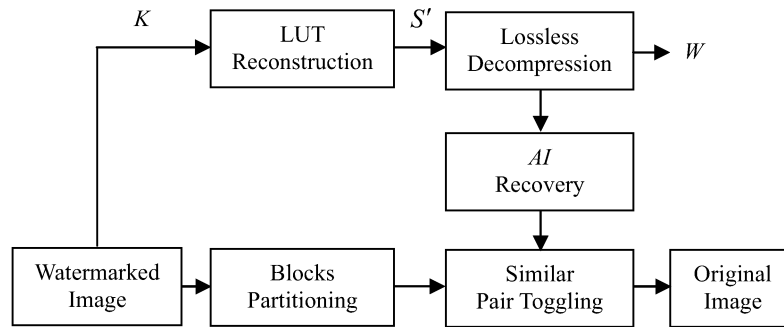 K
LUT
Reconstruction
S′
Lossless
Decompression
W
AI
Recovery
Watermarked
Image
Blocks
Partitioning
Similar
Pair Toggling
Original
Image